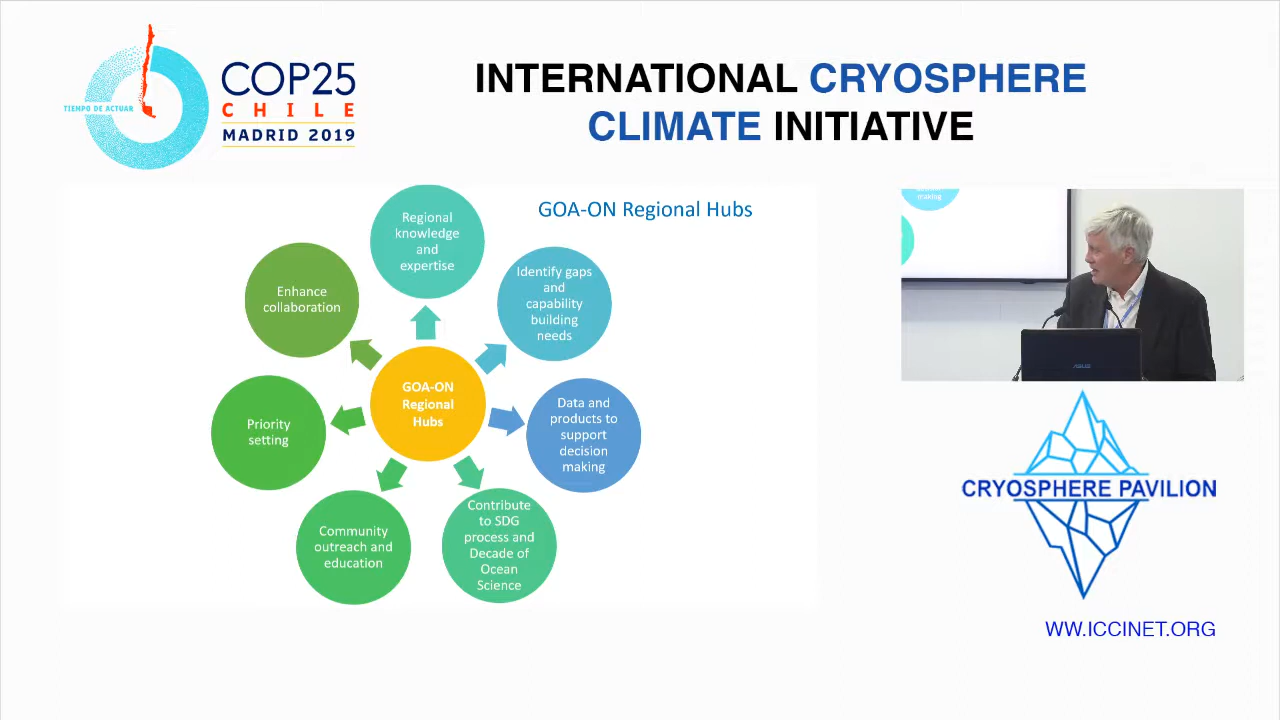 TIEMPO DE ACTUAR
COP25
CHILE
MADRID 2019
INTERNATIONAL CRYOSPHERE
CLIMATE INITIATIVE
GOA-ON Regional Hubs
Regional
knowledge
and
expertise
Identify gaps
and
capability
building
needs
Data and
products to
support
decision
making
Contribute
to SDG
process and
Decade of
Ocean
Science
Community
outreach and
education
Priority
setting
Enhance
collaboration
GOA-ON
Regional
Hubs
making
ASUS
CRYOSPHERE PAVILION
WW.ICCINET.ORG